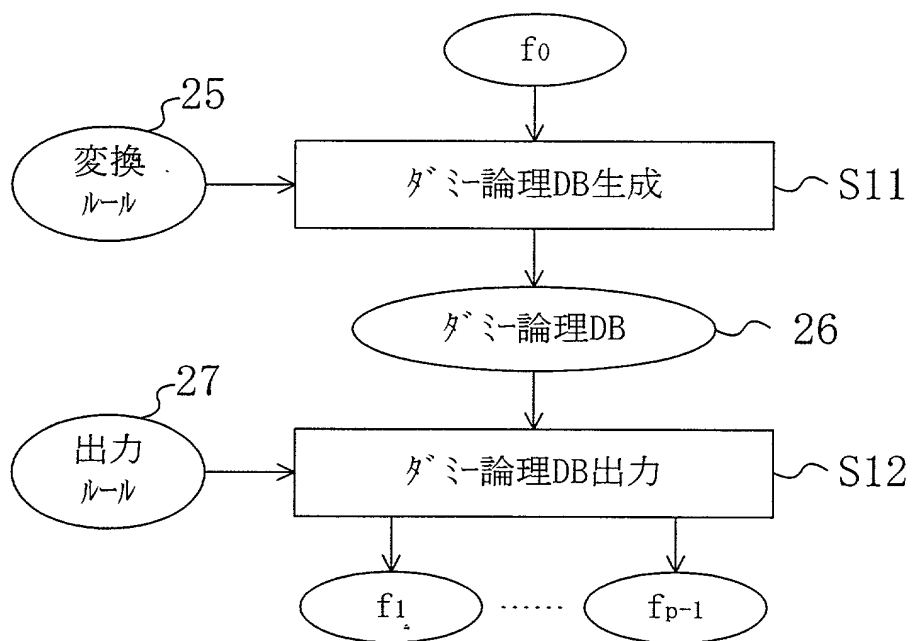 f0
25
変換
ルール
ダミー論理DB生成
S11
ダミー論理DB
26
27
出力
ルール
ダミー論理DB出力
S12
f1
......
fp-1